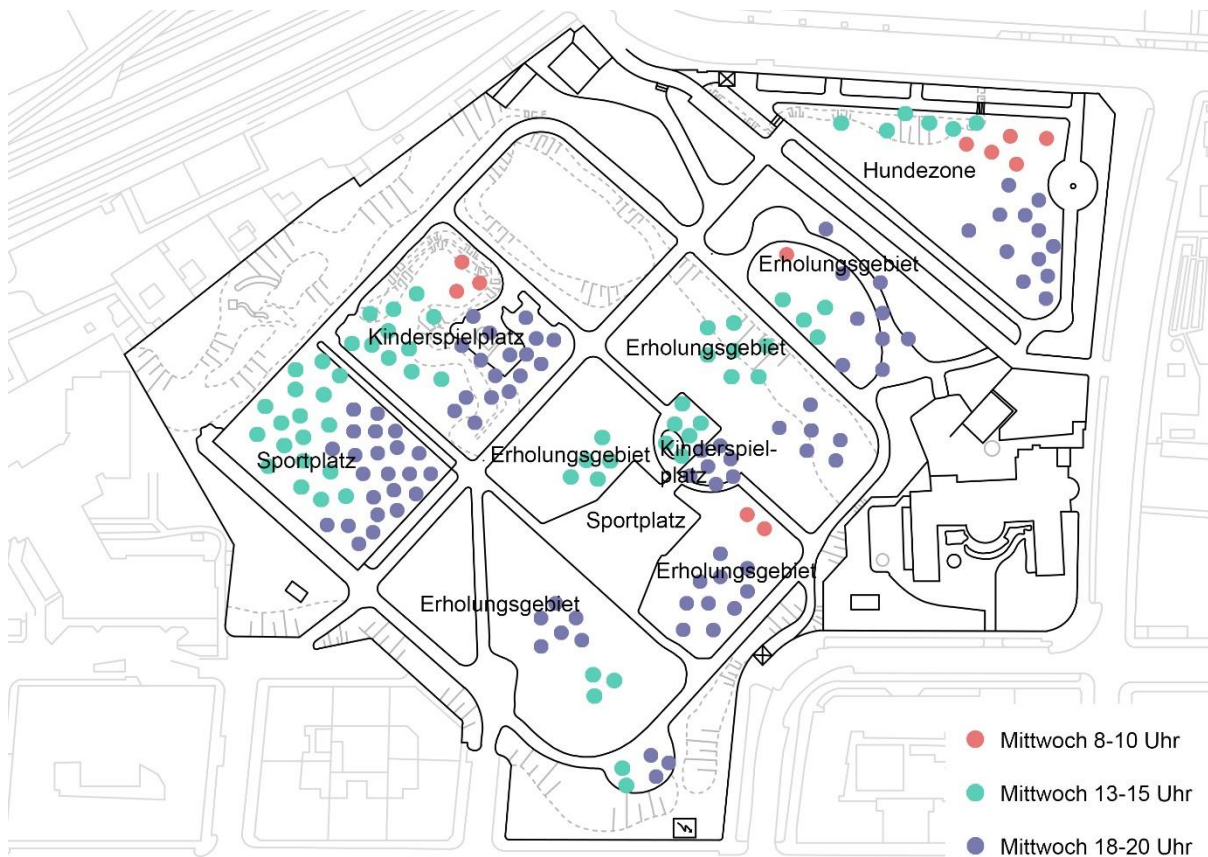 Hundezone
Erholungsgebiet
Kinderspielplatz
Erholungsgebiet
Sportplatz
Erholungsgebiet
Kinderspiel-
platz
Sportplatz
Erholungsgebiet
Erholungsgebiet
Mittwoch 8-10 Uhr
Mittwoch 13-15 Uhr
Mittwoch 18-20 Uhr